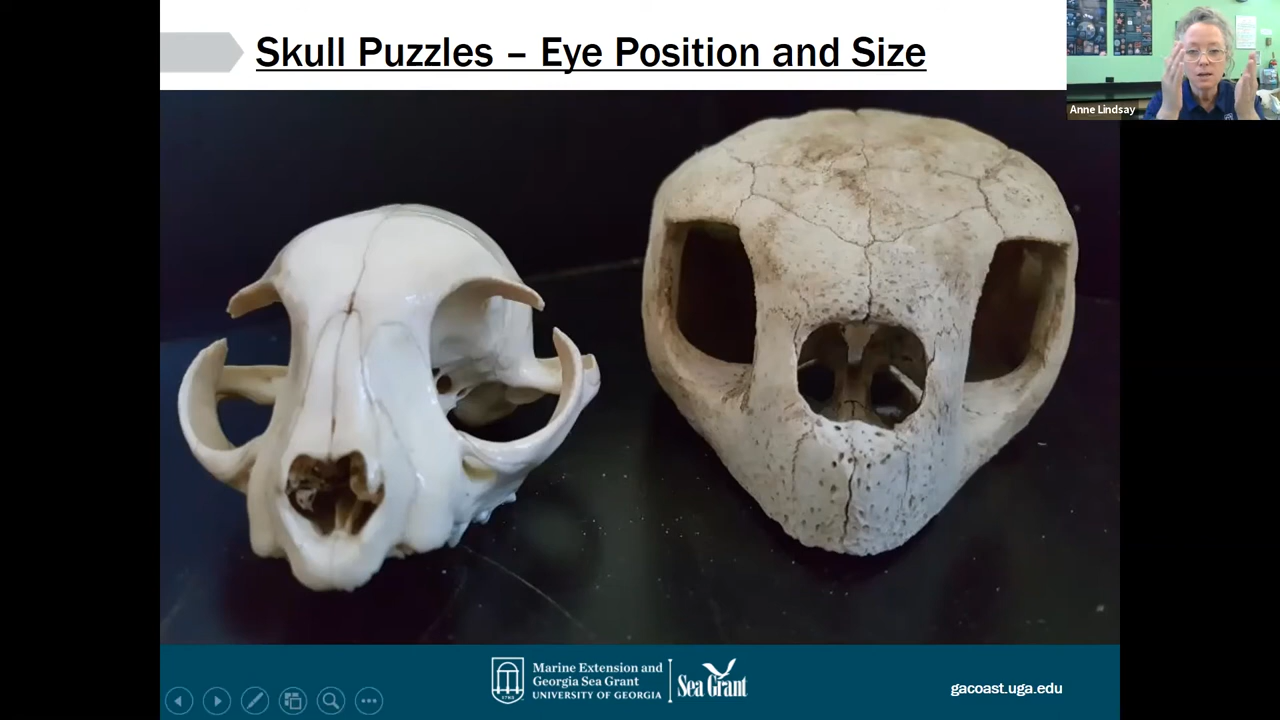 Skull Puzzles – Eye Position and Size
Anne Lindsay
Marine Extension and
Georgia Sea Grant
UNIVERSITY OF GEORGIA
1785
Sea Grant
gacoast.uga.edu